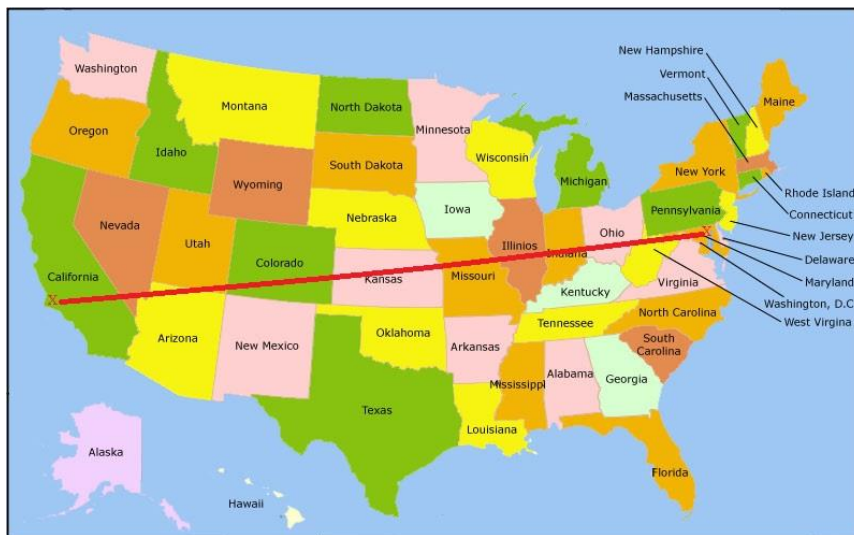 New Hampshire
Vermont
Massachusetts
Washington
Montana
North Dakota
Minnesota
Maine
Oregon
Idaho
Wisconsin
South Dakota
New York
Michigan
Wyoming
Rhode Island
Nebraska
Iowa
Pennsylvania
Connecticut
Nevada
Utah
Illinios
Indiana
Ohio
X
New Jersey
Colorado
California
Kansas
Missouri
Delaware
X
Kentucky
Virginia
Maryland
Washington, D.C
North Carolina
Arizona
New Mexico
Oklahoma
Tennessee
West Virgina
Arkansas
South
Carolina
Alabama
Georgia
Mississippl
Texas
Louisiana
Alaska
Florida
Hawaii